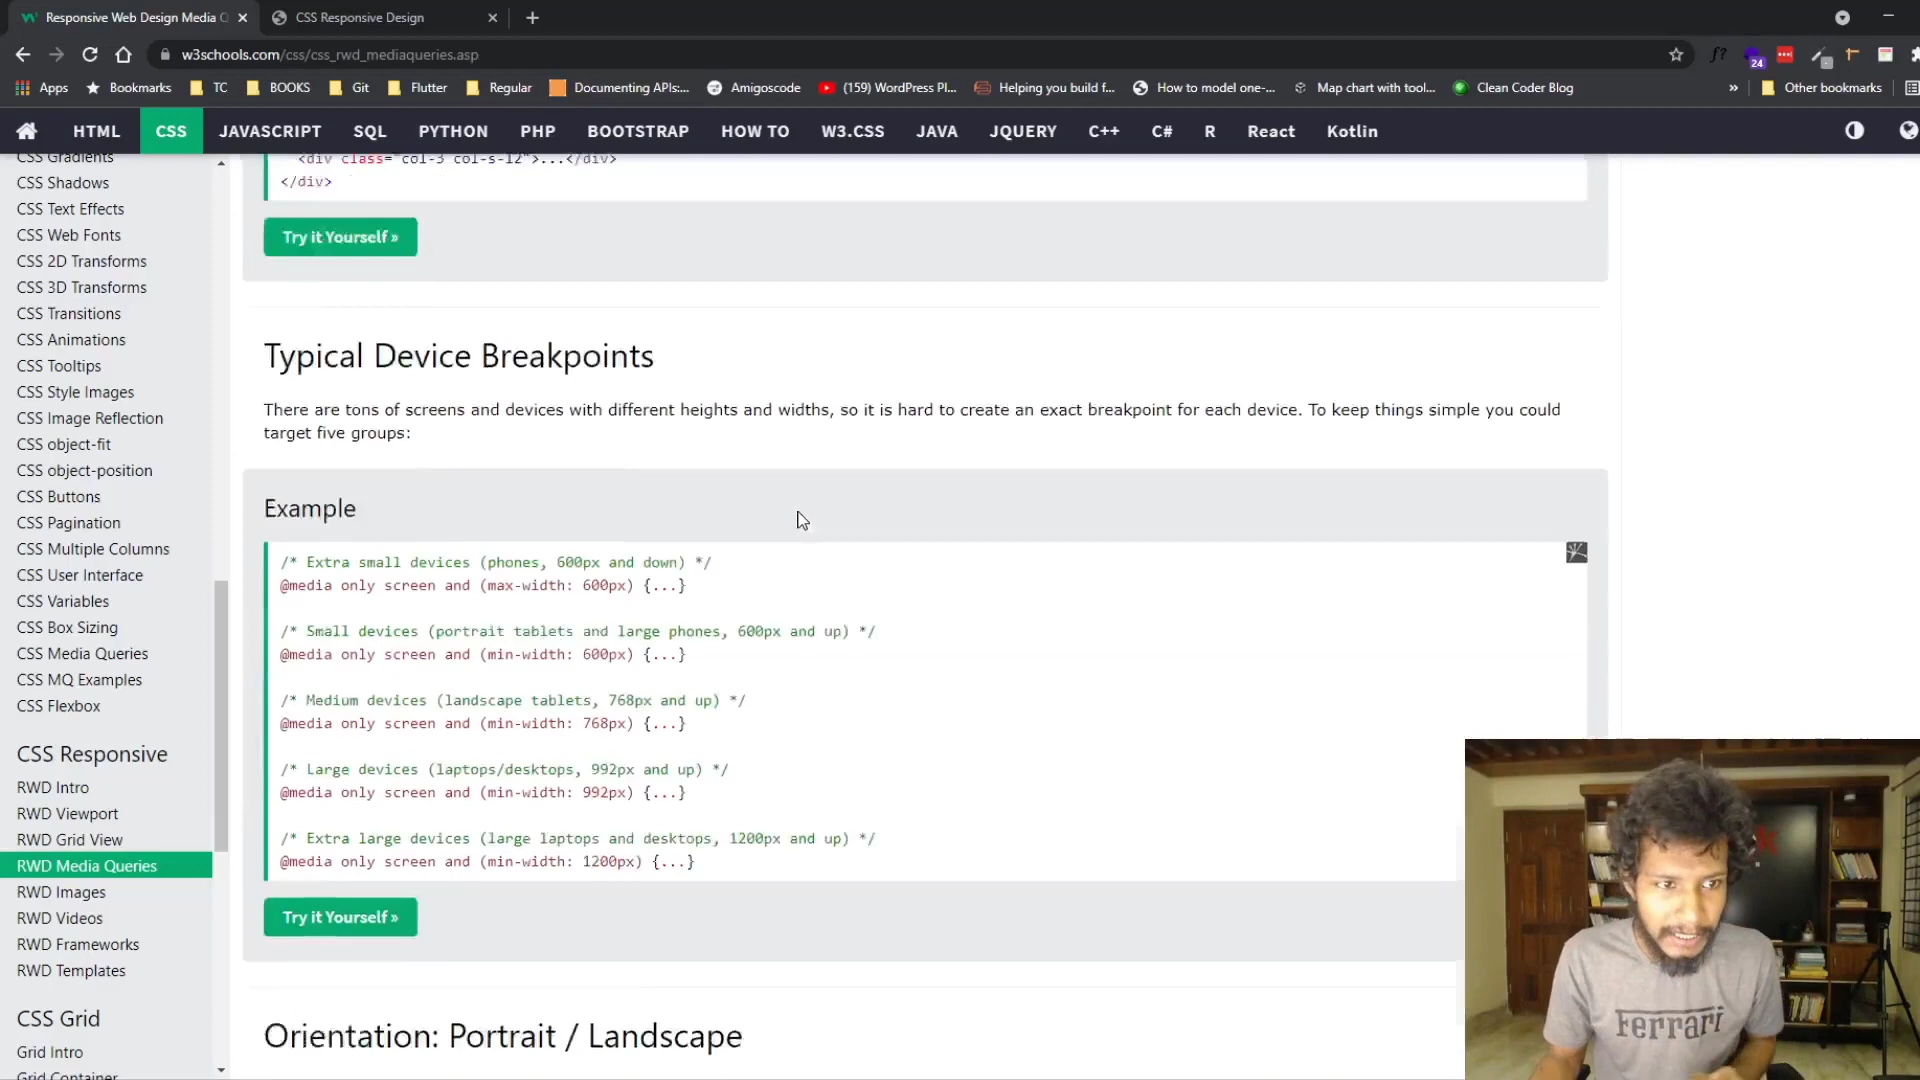 Responsive Web Design Media Q
CSS Responsive Design
w3schools.com/css/css_rwd_mediaqueries.asp
24
Apps
Bookmarks
TC
BOOKS
Git
Flutter
Regular
Documenting APIs:...
Amigoscode
(159) WordPress Pl...
Helping you build f...
How to model one-...
Map chart with tool...
Clean Coder Blog
»
Other bookmarks
HTML
CSS
JAVASCRIPT
SQL
PYTHON
PHP
BOOTSTRAP
HOW TO
W3.CSS
JAVA
JQUERY
C++
C#
R
React
Kotlin
CSS Gradients
CSS Shadows
CSS Text Effects
CSS Web Fonts
CSS 2D Transforms
CSS 3D Transforms
CSS Transitions
CSS Animations
CSS Tooltips
CSS Style Images
CSS Image Reflection
CSS object-fit
CSS object-position
CSS Buttons
CSS Pagination
CSS Multiple Columns
CSS User Interface
CSS Variables
CSS Box Sizing
CSS Media Queries
CSS MQ Examples
CSS Flexbox
CSS Responsive
RWD Intro
RWD Viewport
RWD Grid View
RWD Media Queries
RWD Images
RWD Videos
RWD Frameworks
RWD Templates
CSS Grid
Grid Intro
Grid Container
<div class="col-3 col-s-12">...</div>
</div>
Try it Yourself »
Typical Device Breakpoints
There are tons of screens and devices with different heights and widths, so it is hard to create an exact breakpoint for each device. To keep things simple you could
target five groups:
Example
/* Extra small devices (phones, 600px and down) */
@media only screen and (max-width: 600px) {...}
/* Small devices (portrait tablets and large phones, 600px and up) */
@media only screen and (min-width: 600px) {...}
/* Medium devices (landscape tablets, 768px and up) */
@media only screen and (min-width: 768px) {...}
/* Large devices (laptops/desktops, 992px and up) */
@media only screen and (min-width: 992px) {...}
/* Extra large devices (large laptops and desktops, 1200px and up) */
@media only screen and (min-width: 1200px) {...}
Try it Yourself »
Orientation: Portrait / Landscape
Ferrari